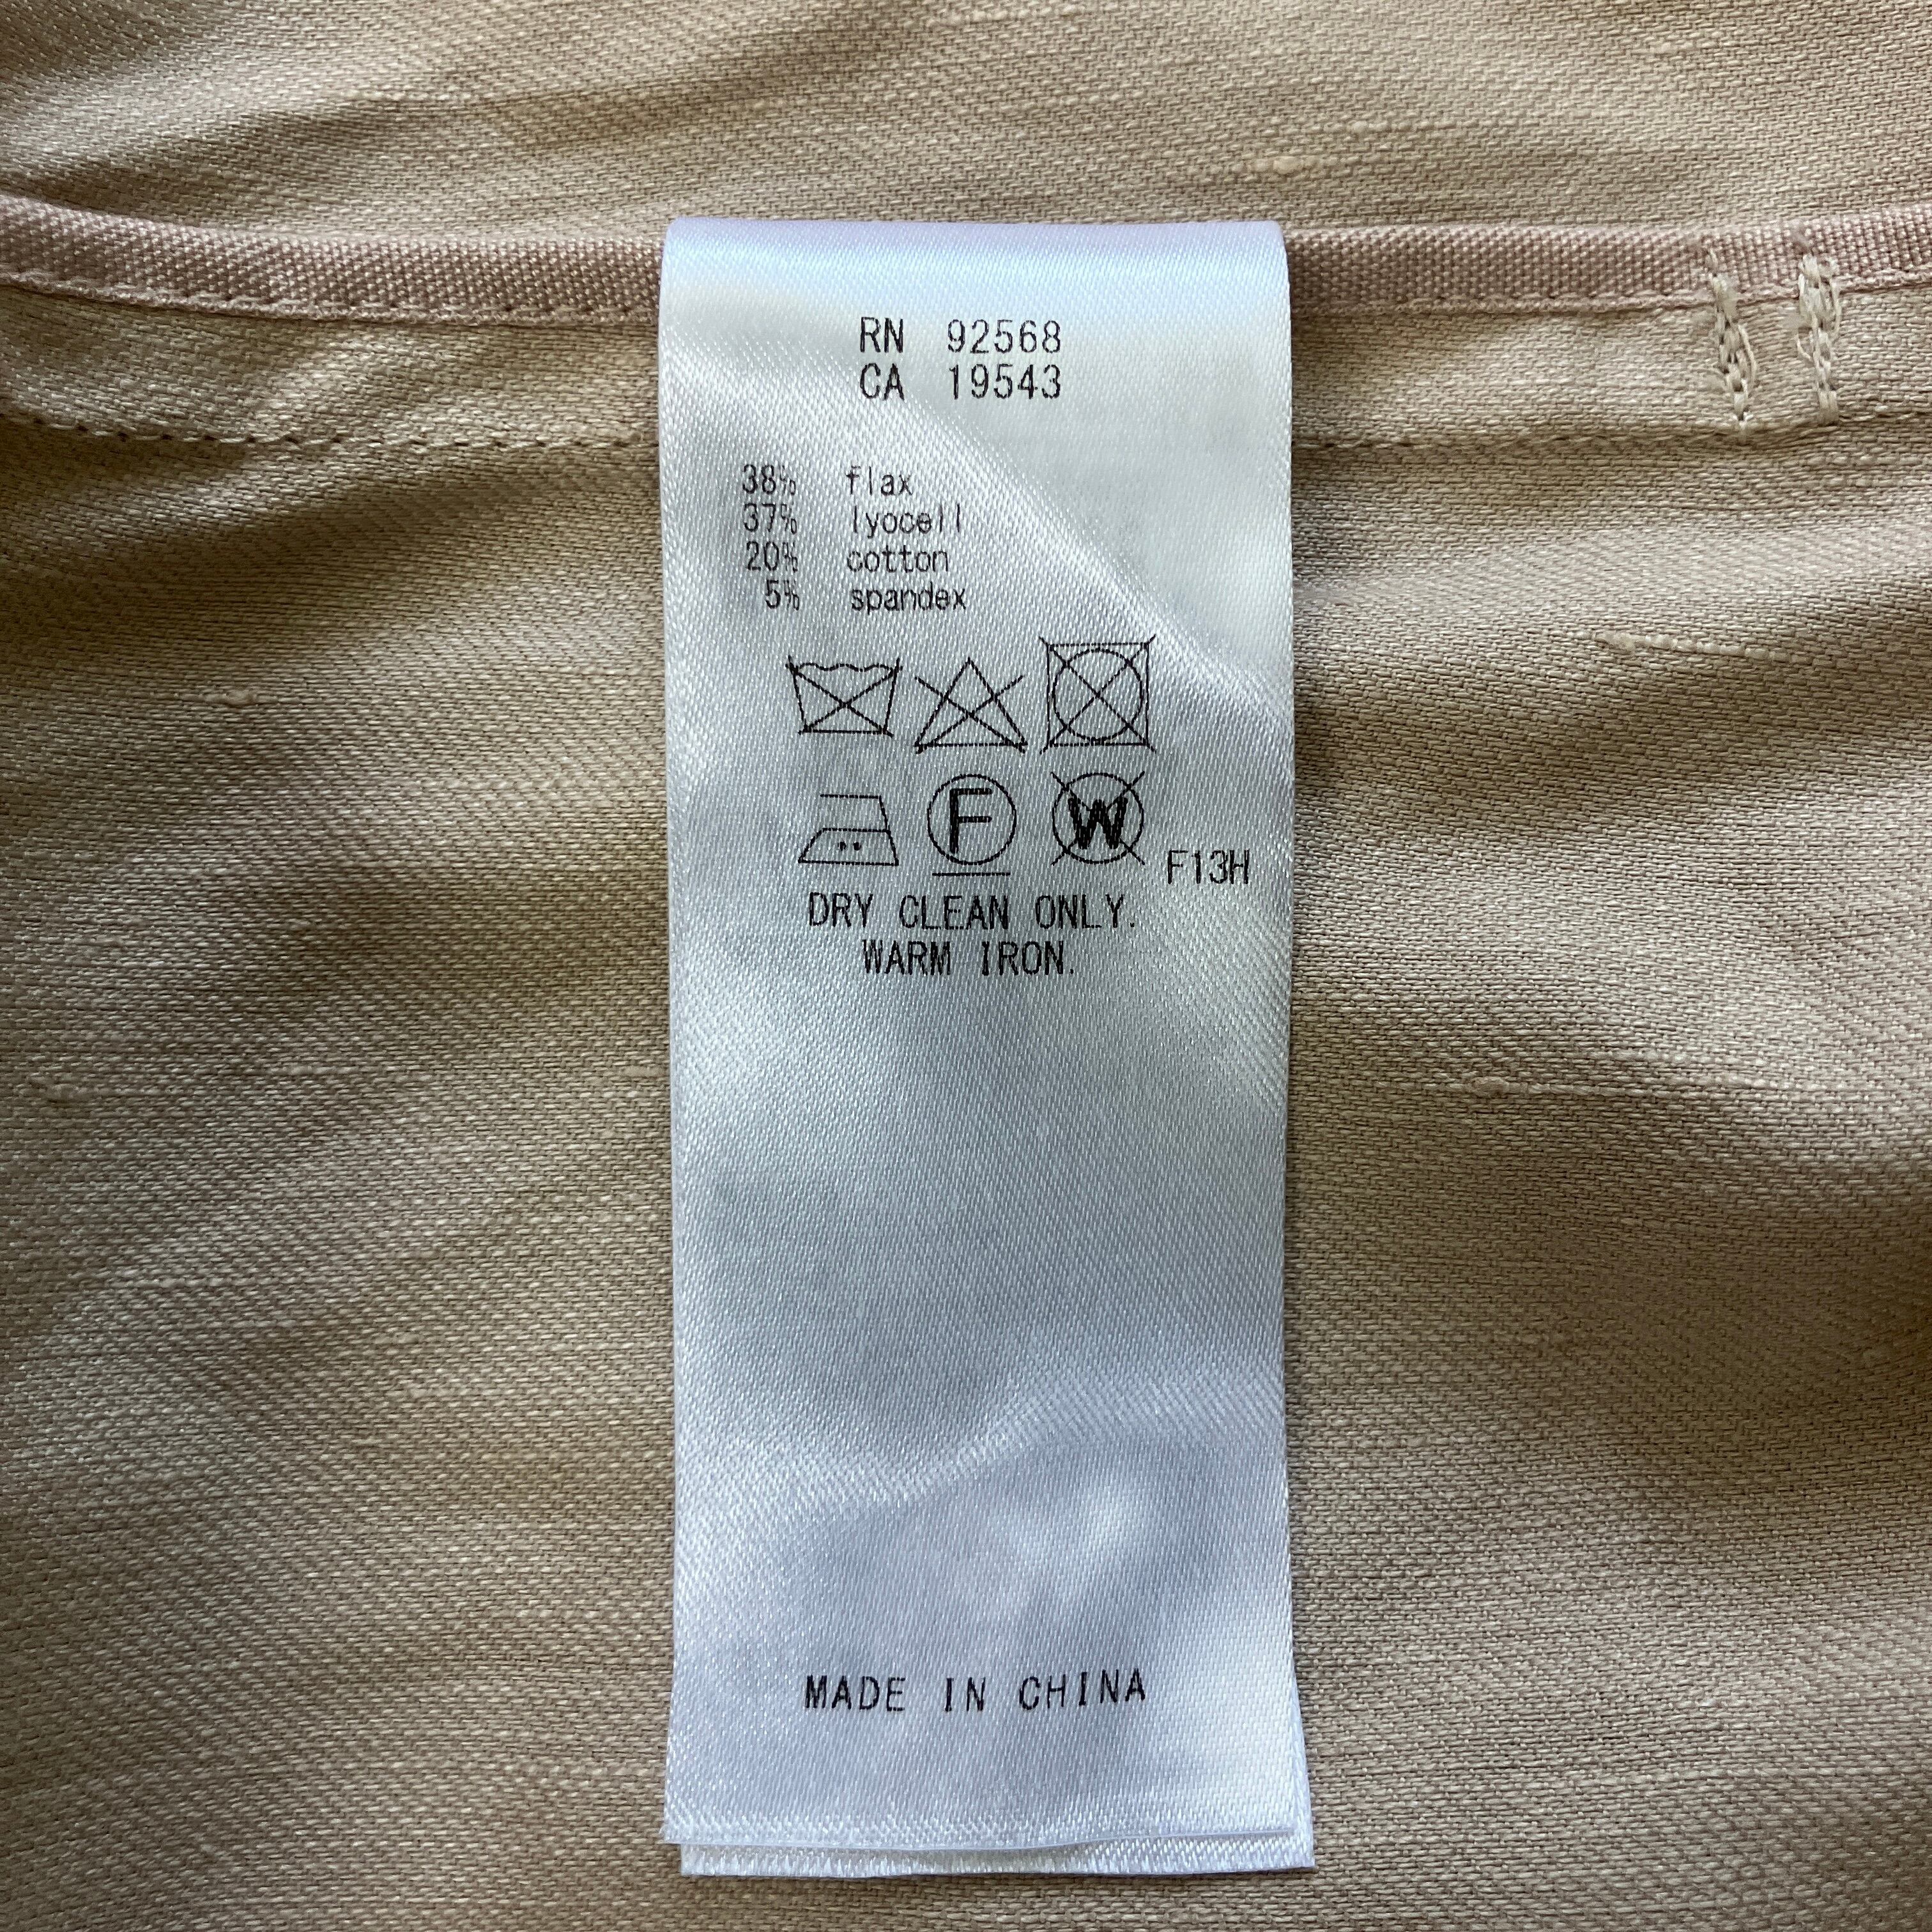 RN 92568
CA 19543
38% flax
37% lyocell
20% cotton
5% spandex
F W F13H
DRY CLEAN ONLY.
WARM IRON.
MADE IN CHINA